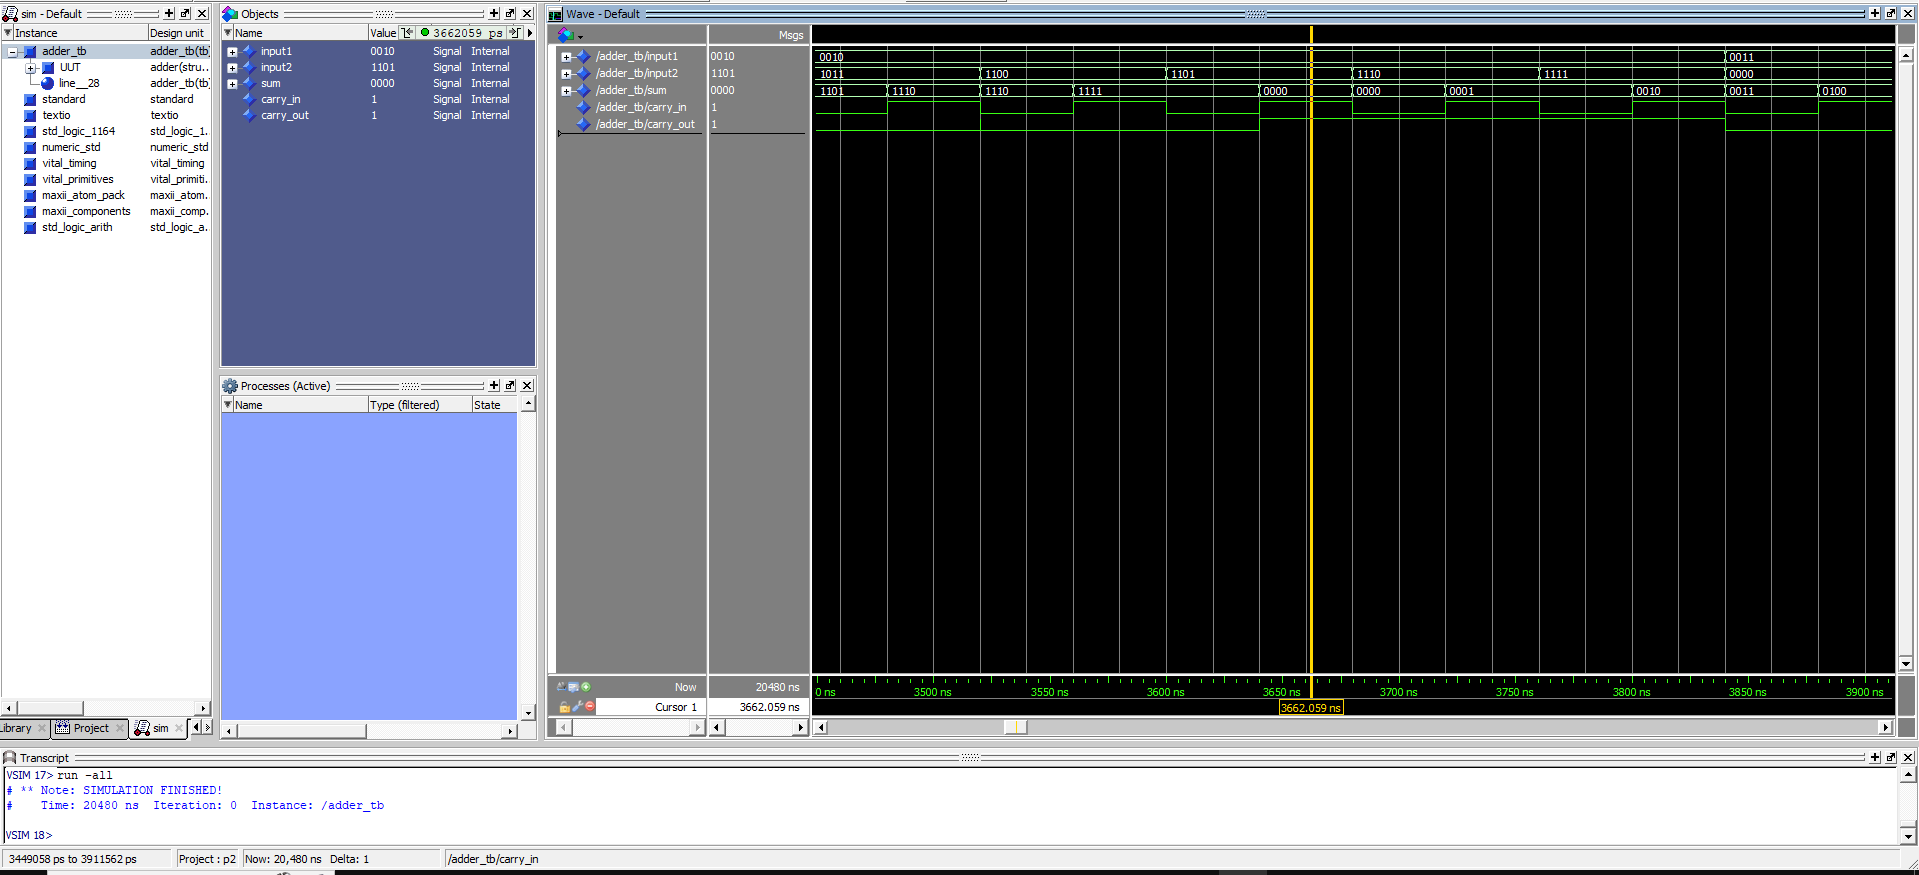 sim - Default
Instance Design unit
adder_tb adder_tb(tb)
UUT adder(stru...
line__28 adder_tb(tb)
standard standard
textio textio
std_logic_1164 std_logic_1...
numeric_std numeric_std
vital_timing vital_timing
vital_primitives vital_primiti...
maxii_atom_pack maxii_atom...
maxii_components maxii_comp...
std_logic_arith std_logic_a...
Library Project sim
Objects
Name Value 3662059 ps
input1 0010 Signal Internal
input2 1101 Signal Internal
sum 0000 Signal Internal
carry_in 1 Signal Internal
carry_out 1 Signal Internal
Processes (Active)
Name Type (filtered) State
Wave - Default
Msgs
/adder_tb/input1 0010 0010 0011
/adder_tb/input2 1101 1011 1100 1101 1110 1111 0000
/adder_tb/sum 0000 1101 1110 1110 1111 0000 0000 0001 0010 0011 0100
/adder_tb/carry_in 1
/adder_tb/carry_out 1
Now 20480 ns 0 ns 3500 ns 3550 ns 3600 ns 3650 ns 3700 ns 3750 ns 3800 ns 3850 ns 3900 ns
Cursor 1 3662.059 ns 3662.059 ns
Transcript
VSIM 17> run -all
# ** Note: SIMULATION FINISHED!
# Time: 20480 ns Iteration: 0 Instance: /adder_tb
VSIM 18>
3449058 ps to 3911562 ps Project : p2 Now: 20,480 ns Delta: 1 /adder_tb/carry_in